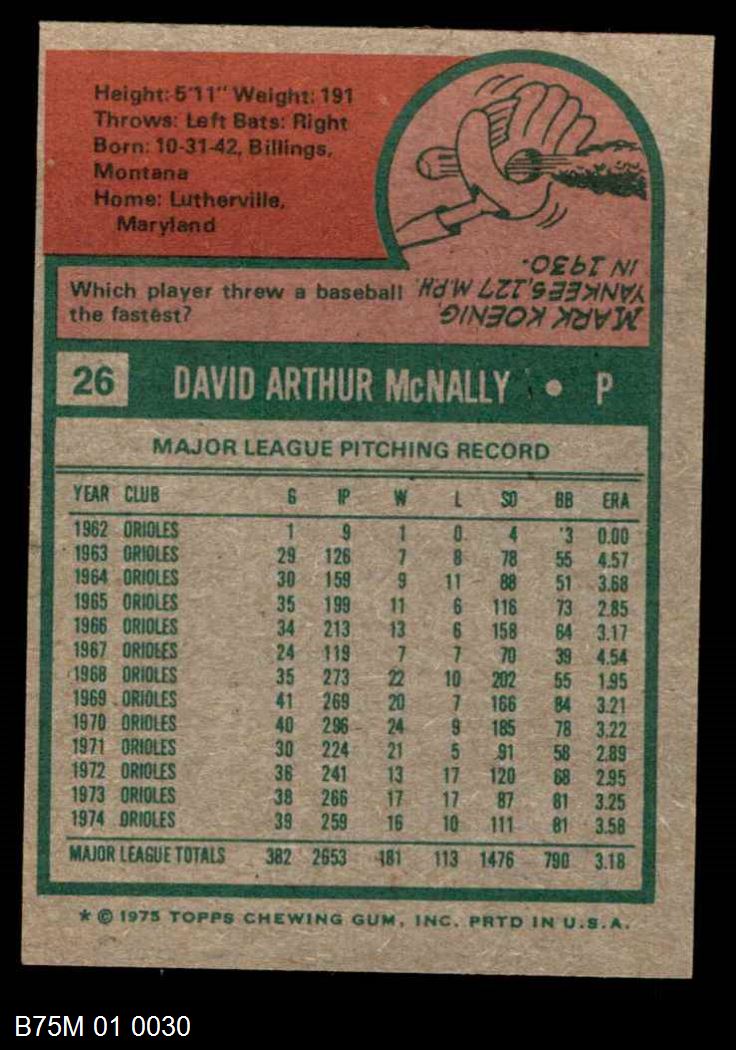 Height: 5'11" Weight: 191
Throws: Left Bats: Right
Born: 10-31-42, Billings,
Montana
Home: Lutherville,
Maryland
Which player threw a baseball
the fastest?
MARK KOENIG,
YANKEES, 127 M.P.H.
IN 1930.
26 DAVID ARTHUR McNALLY • P
MAJOR LEAGUE PITCHING RECORD
YEAR CLUB G IP W L SO BB ERA
1962 ORIOLES 1 9 1 0 4 3 0.00
1963 ORIOLES 29 126 7 8 78 55 4.57
1964 ORIOLES 30 159 9 11 88 51 3.68
1965 ORIOLES 35 199 11 6 116 73 2.85
1966 ORIOLES 34 213 13 6 158 64 3.17
1967 ORIOLES 24 119 7 7 70 39 4.54
1968 ORIOLES 35 273 22 10 202 55 1.95
1969 ORIOLES 41 269 20 7 166 84 3.21
1970 ORIOLES 40 296 24 9 185 78 3.22
1971 ORIOLES 30 224 21 5 91 58 2.89
1972 ORIOLES 36 241 13 17 120 68 2.95
1973 ORIOLES 38 266 17 17 87 81 3.25
1974 ORIOLES 39 259 16 10 111 81 3.58
MAJOR LEAGUE TOTALS 382 2653 181 113 1476 790 3.18
* © 1975 TOPPS CHEWING GUM, INC. PRTD IN U.S.A.
B75M 01 0030